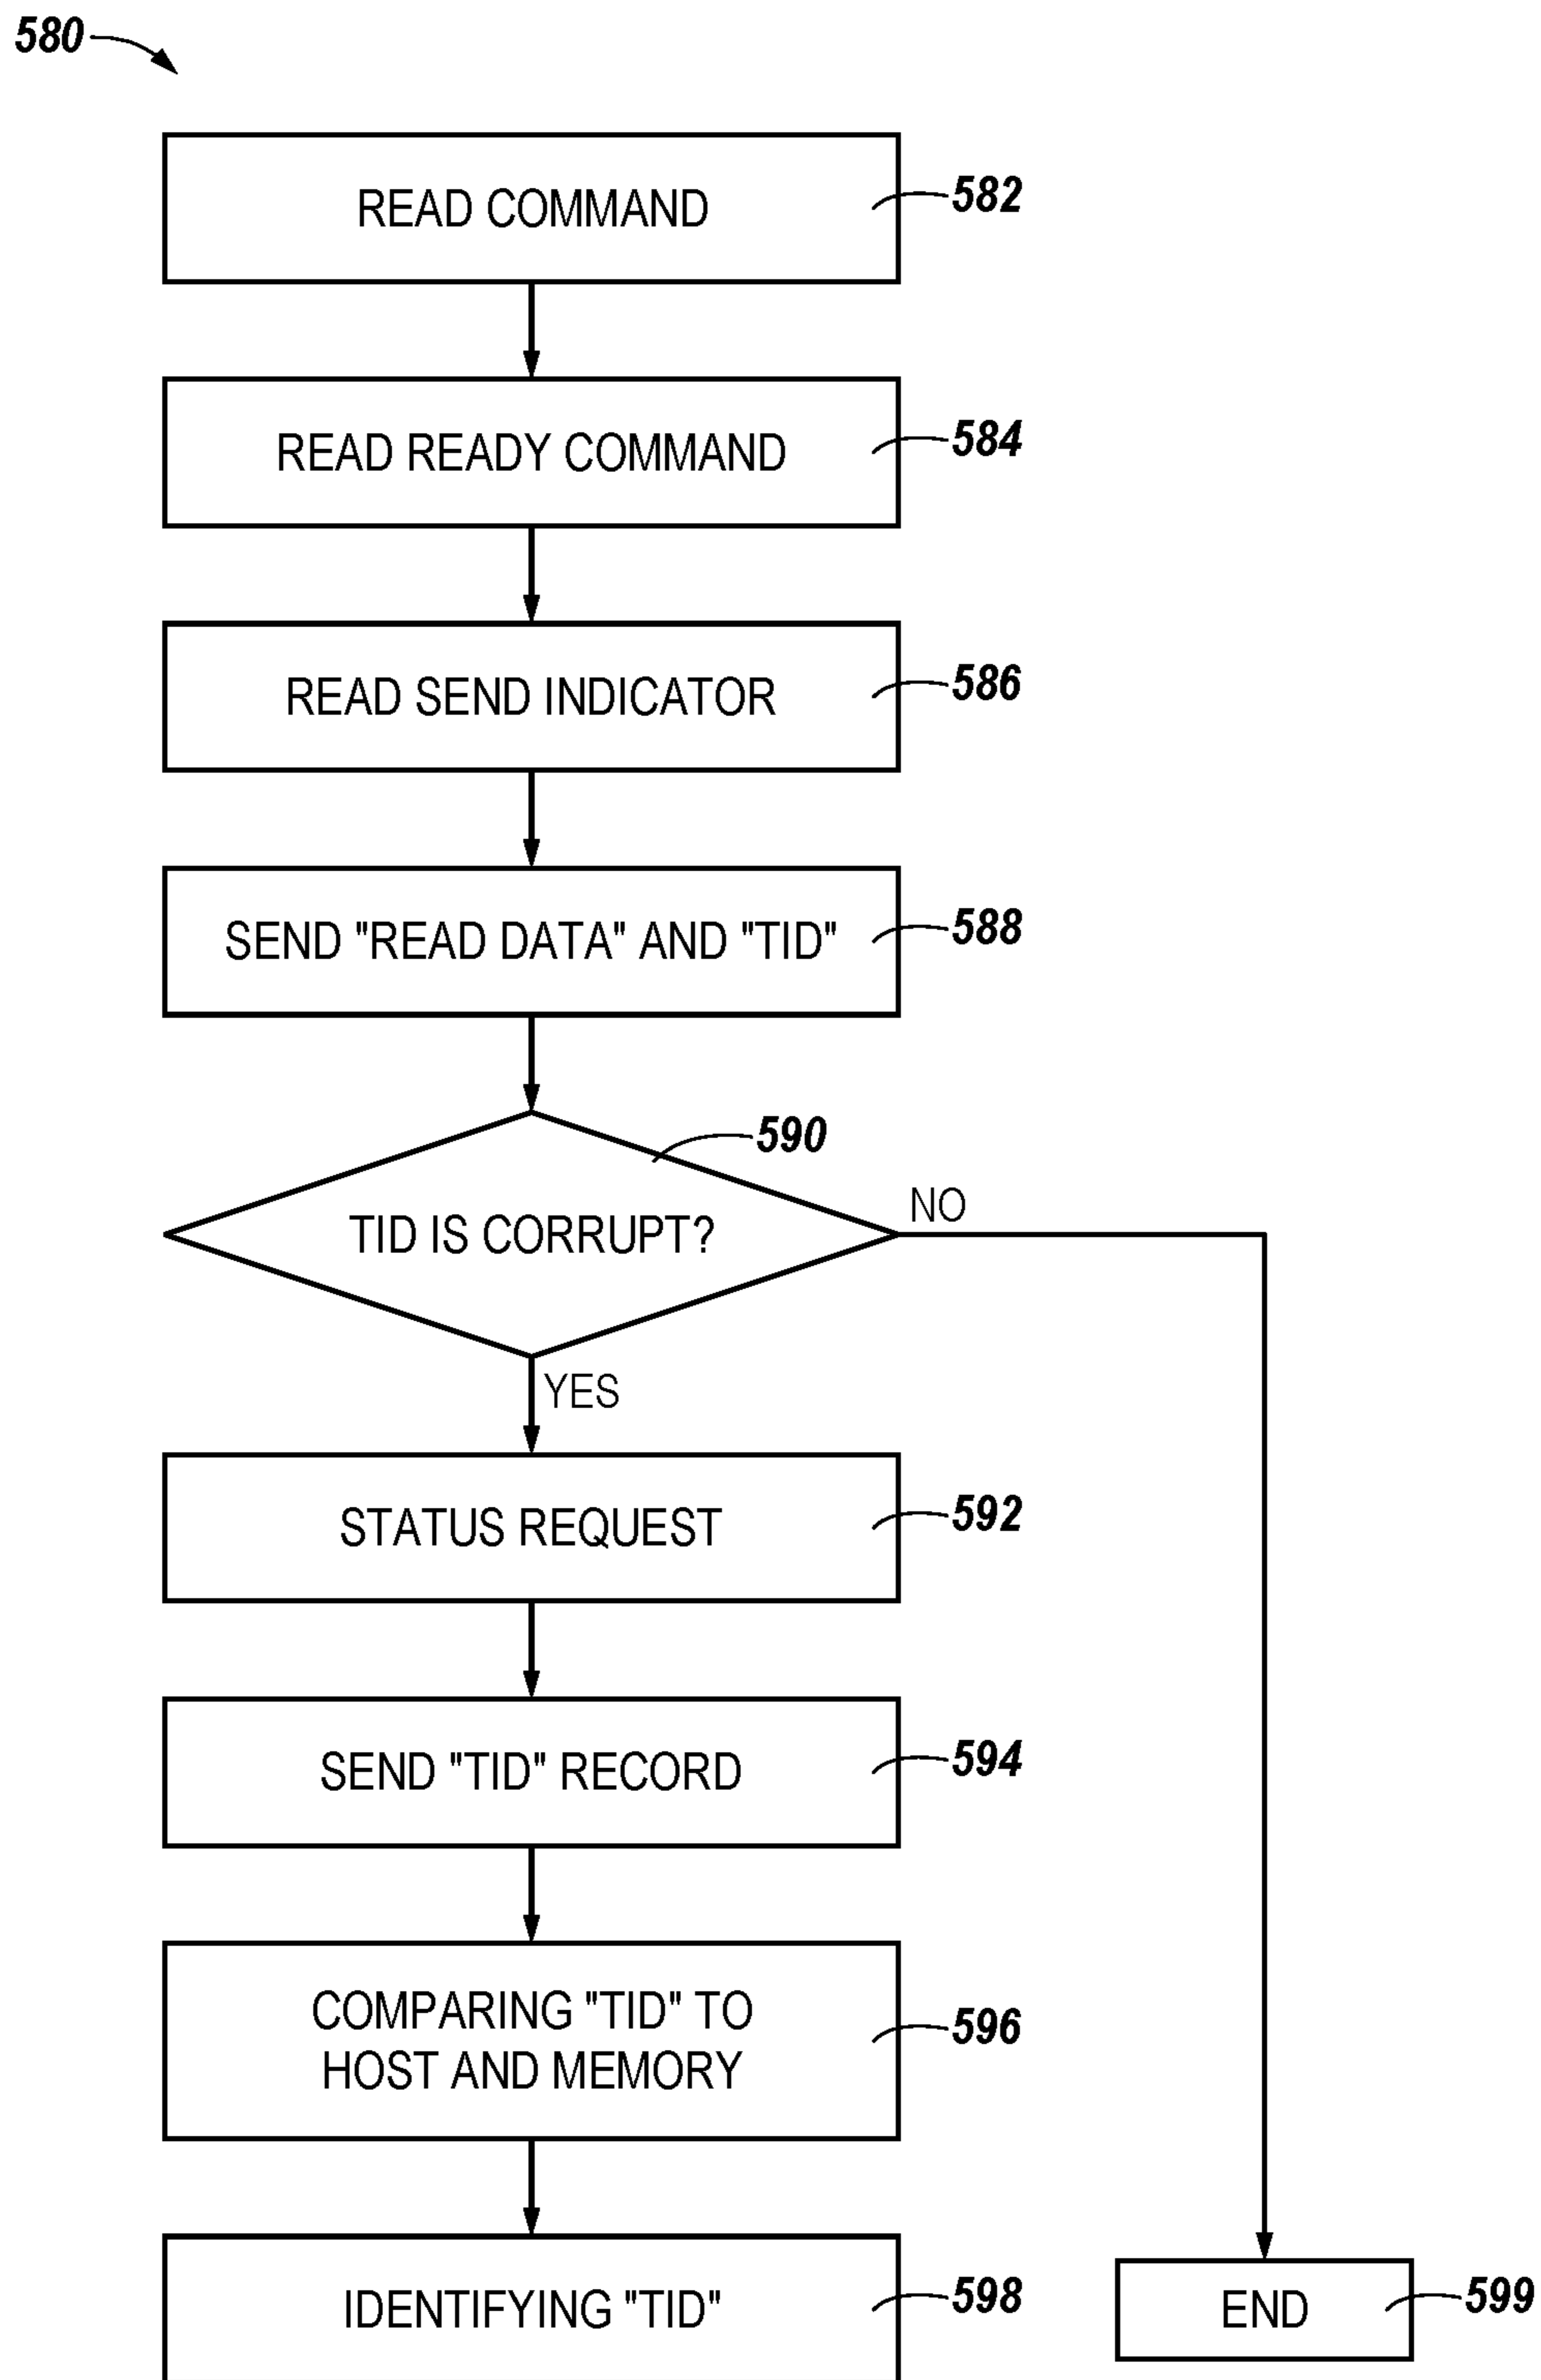 580
READ COMMAND
582
READ READY COMMAND
584
READ SEND INDICATOR
586
SEND "READ DATA" AND "TID"
588
590
TID IS CORRUPT?
NO
YES
STATUS REQUEST
592
SEND "TID" RECORD
594
COMPARING "TID" TO
HOST AND MEMORY
596
IDENTIFYING "TID"
598
END
599